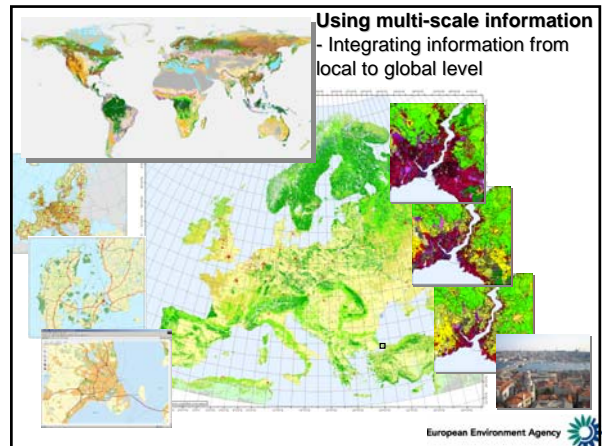 Using multi-scale information
- Integrating information from
local to global level
European Environment Agency